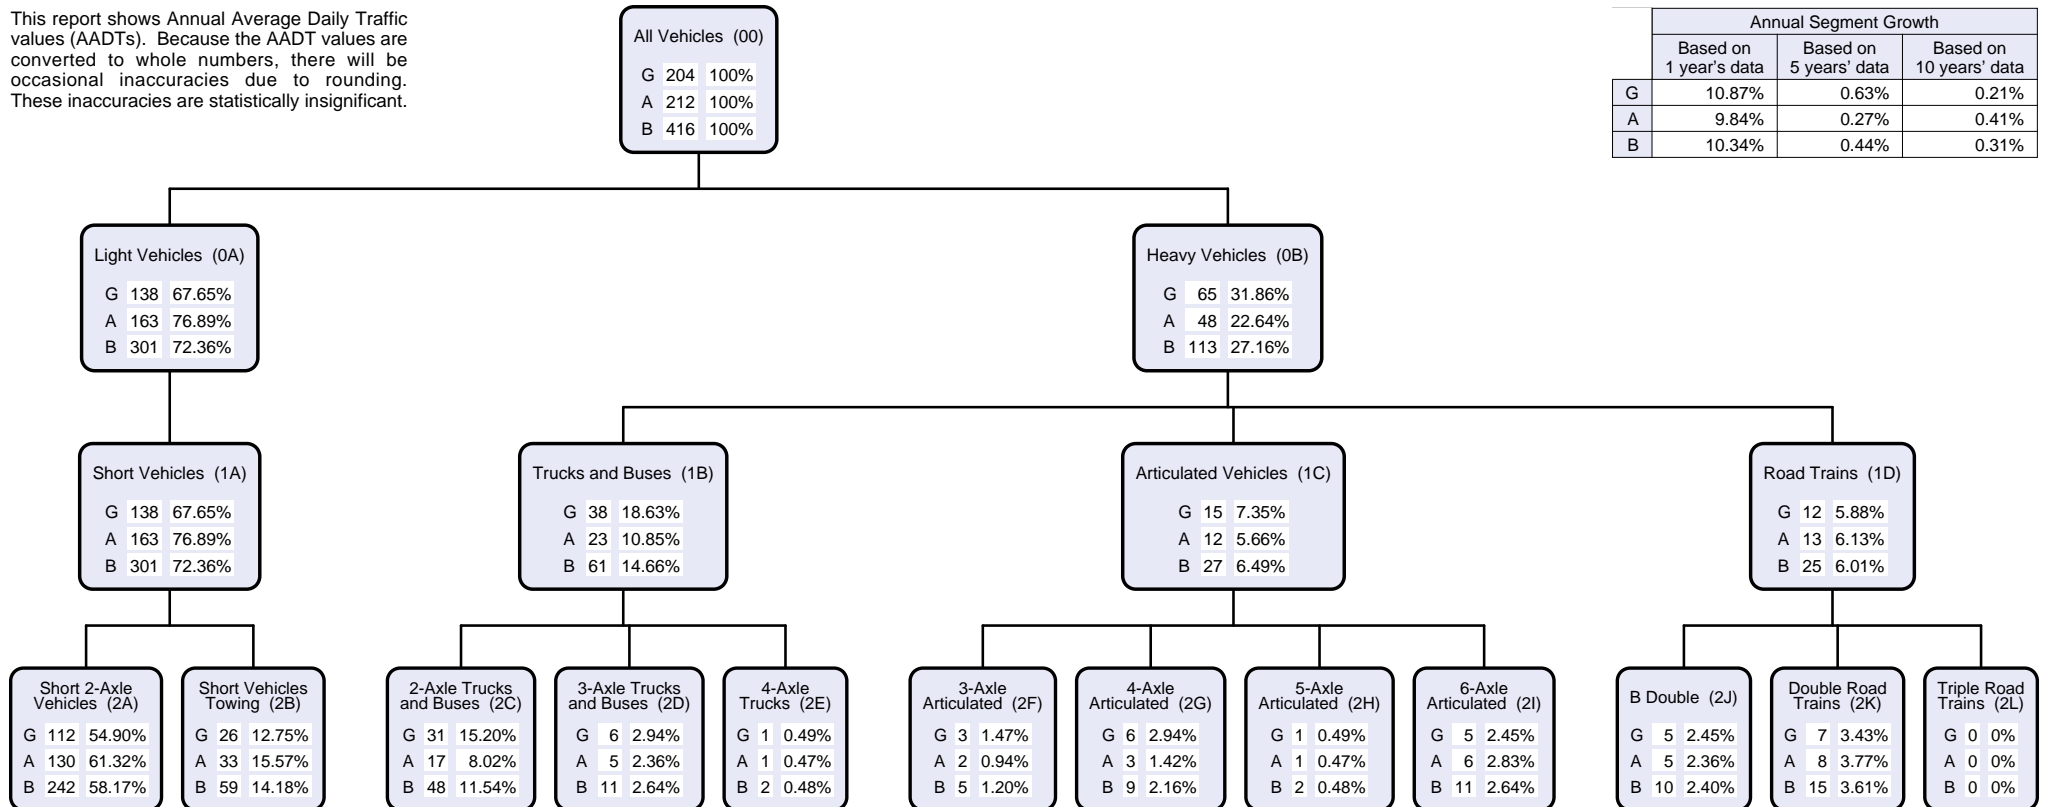 This report shows Annual Average Daily Traffic
values (AADTs). Because the AADT values are
converted to whole numbers, there will be
occasional inaccuracies due to rounding.
These inaccuracies are statistically insignificant.
All Vehicles (00)
G 204 100%
A 212 100%
B 416 100%
Annual Segment Growth
Based on 1 year's data Based on 5 years' data Based on 10 years' data
G 10.87% 0.63% 0.21%
A 9.84% 0.27% 0.41%
B 10.34% 0.44% 0.31%
Light Vehicles (0A)
G 138 67.65%
A 163 76.89%
B 301 72.36%
Heavy Vehicles (0B)
G 65 31.86%
A 48 22.64%
B 113 27.16%
Short Vehicles (1A)
G 138 67.65%
A 163 76.89%
B 301 72.36%
Trucks and Buses (1B)
G 38 18.63%
A 23 10.85%
B 61 14.66%
Articulated Vehicles (1C)
G 15 7.35%
A 12 5.66%
B 27 6.49%
Road Trains (1D)
G 12 5.88%
A 13 6.13%
B 25 6.01%
Short 2-Axle
Vehicles (2A)
G 112 54.90%
A 130 61.32%
B 242 58.17%
Short Vehicles
Towing (2B)
G 26 12.75%
A 33 15.57%
B 59 14.18%
2-Axle Trucks
and Buses (2C)
G 31 15.20%
A 17 8.02%
B 48 11.54%
3-Axle Trucks
and Buses (2D)
G 6 2.94%
A 5 2.36%
B 11 2.64%
4-Axle
Trucks (2E)
G 1 0.49%
A 1 0.47%
B 2 0.48%
3-Axle
Articulated (2F)
G 3 1.47%
A 2 0.94%
B 5 1.20%
4-Axle
Articulated (2G)
G 6 2.94%
A 3 1.42%
B 9 2.16%
5-Axle
Articulated (2H)
G 1 0.49%
A 1 0.47%
B 2 0.48%
6-Axle
Articulated (2I)
G 5 2.45%
A 6 2.83%
B 11 2.64%
B Double (2J)
G 5 2.45%
A 5 2.36%
B 10 2.40%
Double Road
Trains (2K)
G 7 3.43%
A 8 3.77%
B 15 3.61%
Triple Road
Trains (2L)
G 0 0%
A 0 0%
B 0 0%